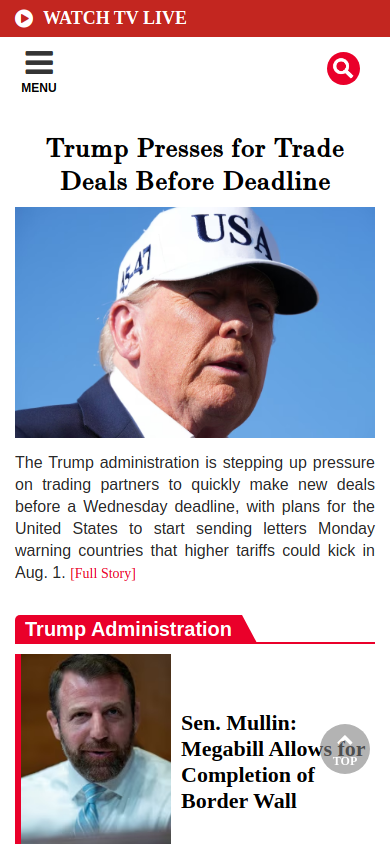 WATCH TV LIVE
MENU
Trump Presses for Trade
Deals Before Deadline
USA
45-47
The Trump administration is stepping up pressure
on trading partners to quickly make new deals
before a Wednesday deadline, with plans for the
United States to start sending letters Monday
warning countries that higher tariffs could kick in
Aug. 1. [Full Story]
Trump Administration
Sen. Mullin:
Megabill Allows for
Completion of
Border Wall
TOP